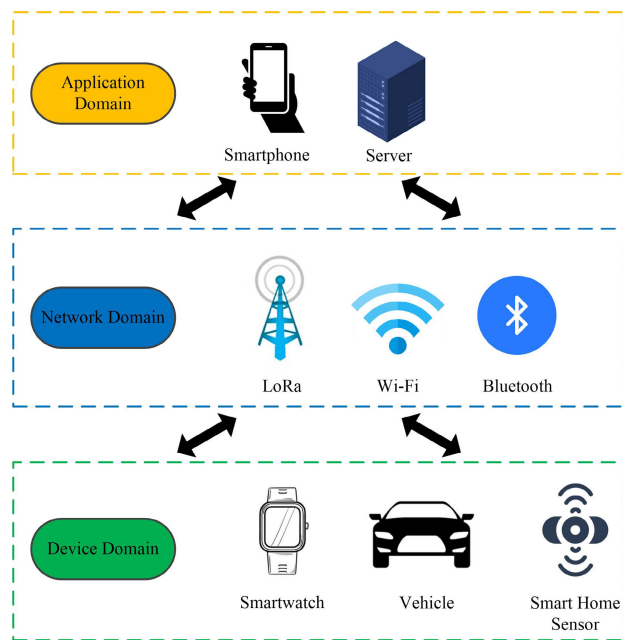 Application
Domain
Smartphone
Server
Network Domain
LoRa
Wi-Fi
Bluetooth
Device Domain
Smartwatch
Vehicle
Smart Home
Sensor